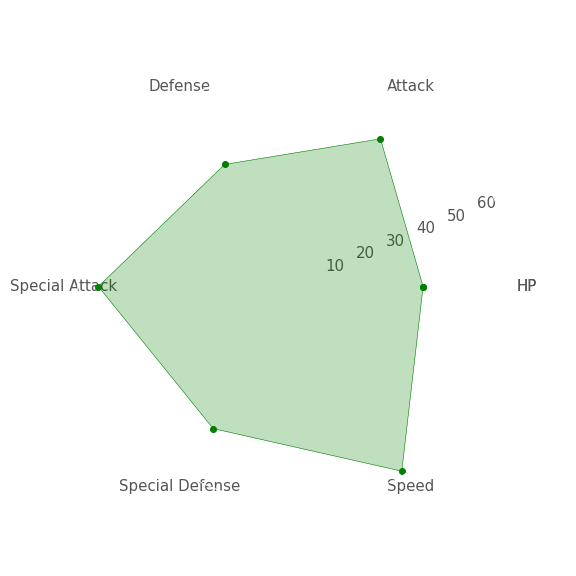 Defense
Attack
60
50
40
30
20
10
Special Attack
HP
Special Defense
Speed